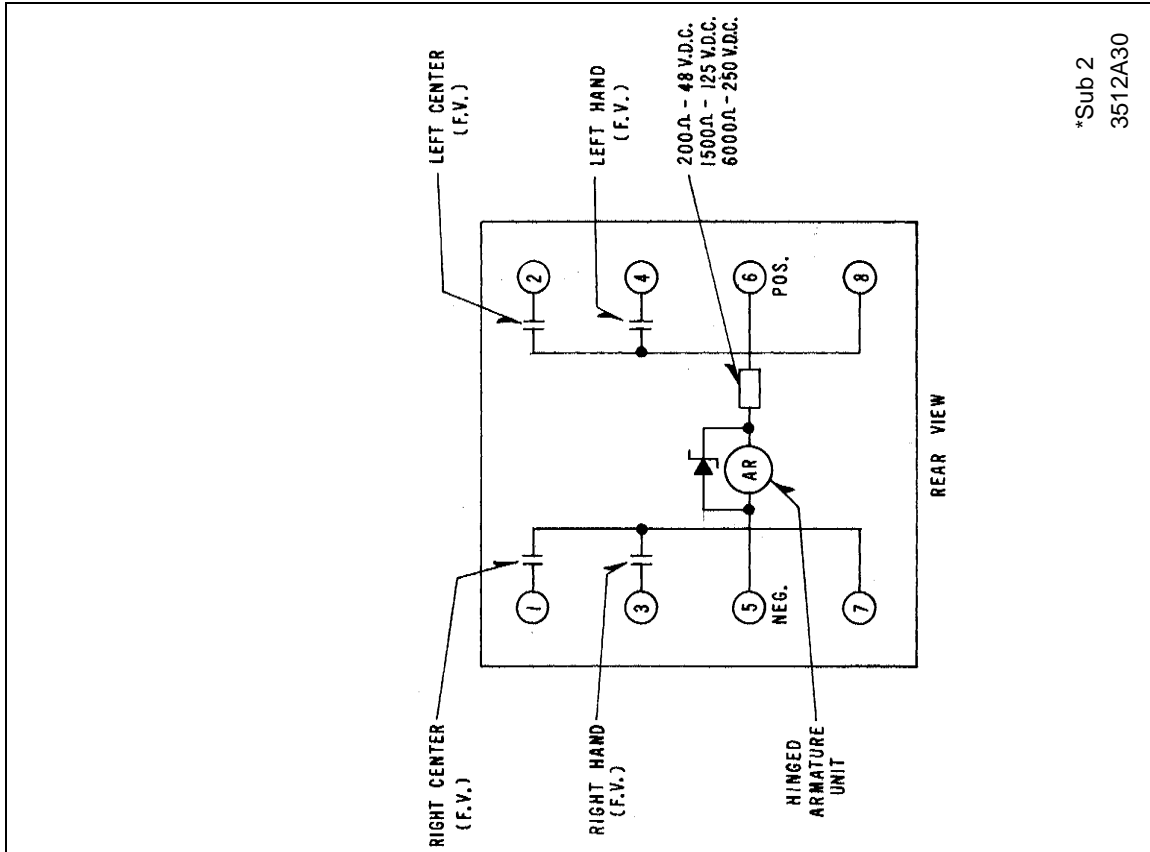 LEFT CENTER
(F.V.)
LEFT HAND
(F.V.)
200Ω - 48 V.D.C.
1500Ω - 125 V.D.C.
6000Ω - 250 V.D.C.
RIGHT CENTER
(F.V.)
RIGHT HAND
(F.V.)
HINGED
ARMATURE
UNIT
1
2
3
4
5
NEG.
6
POS.
7
8
AR
REAR VIEW
*Sub 2
3512A30